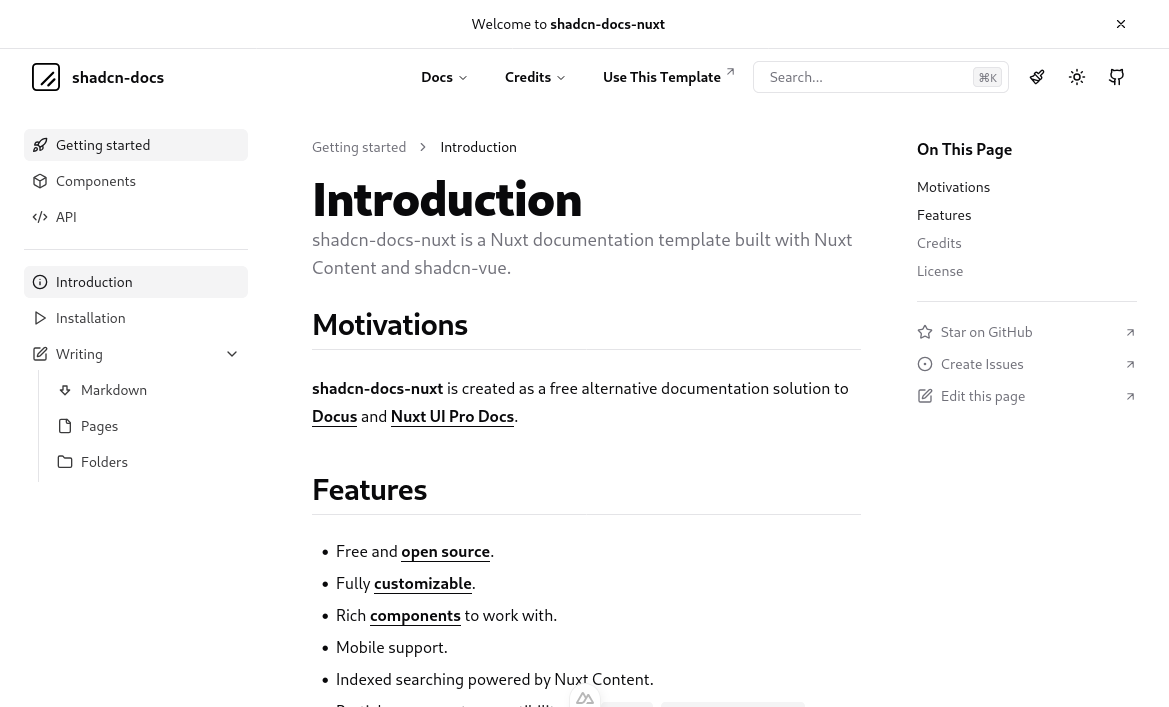 Welcome to shadcn-docs-nuxt
shadcn-docs
Docs
Credits
Use This Template
Search...
⌘K
Getting started
Components
API
Introduction
Installation
Writing
Markdown
Pages
Folders
Getting started
Introduction
Introduction
shadcn-docs-nuxt is a Nuxt documentation template built with Nuxt
Content and shadcn-vue.
Motivations
shadcn-docs-nuxt is created as a free alternative documentation solution to
Docus and Nuxt UI Pro Docs.
Features
Free and open source.
Fully customizable.
Rich components to work with.
Mobile support.
Indexed searching powered by Nuxt Content.
On This Page
Motivations
Features
Credits
License
Star on GitHub
Create Issues
Edit this page